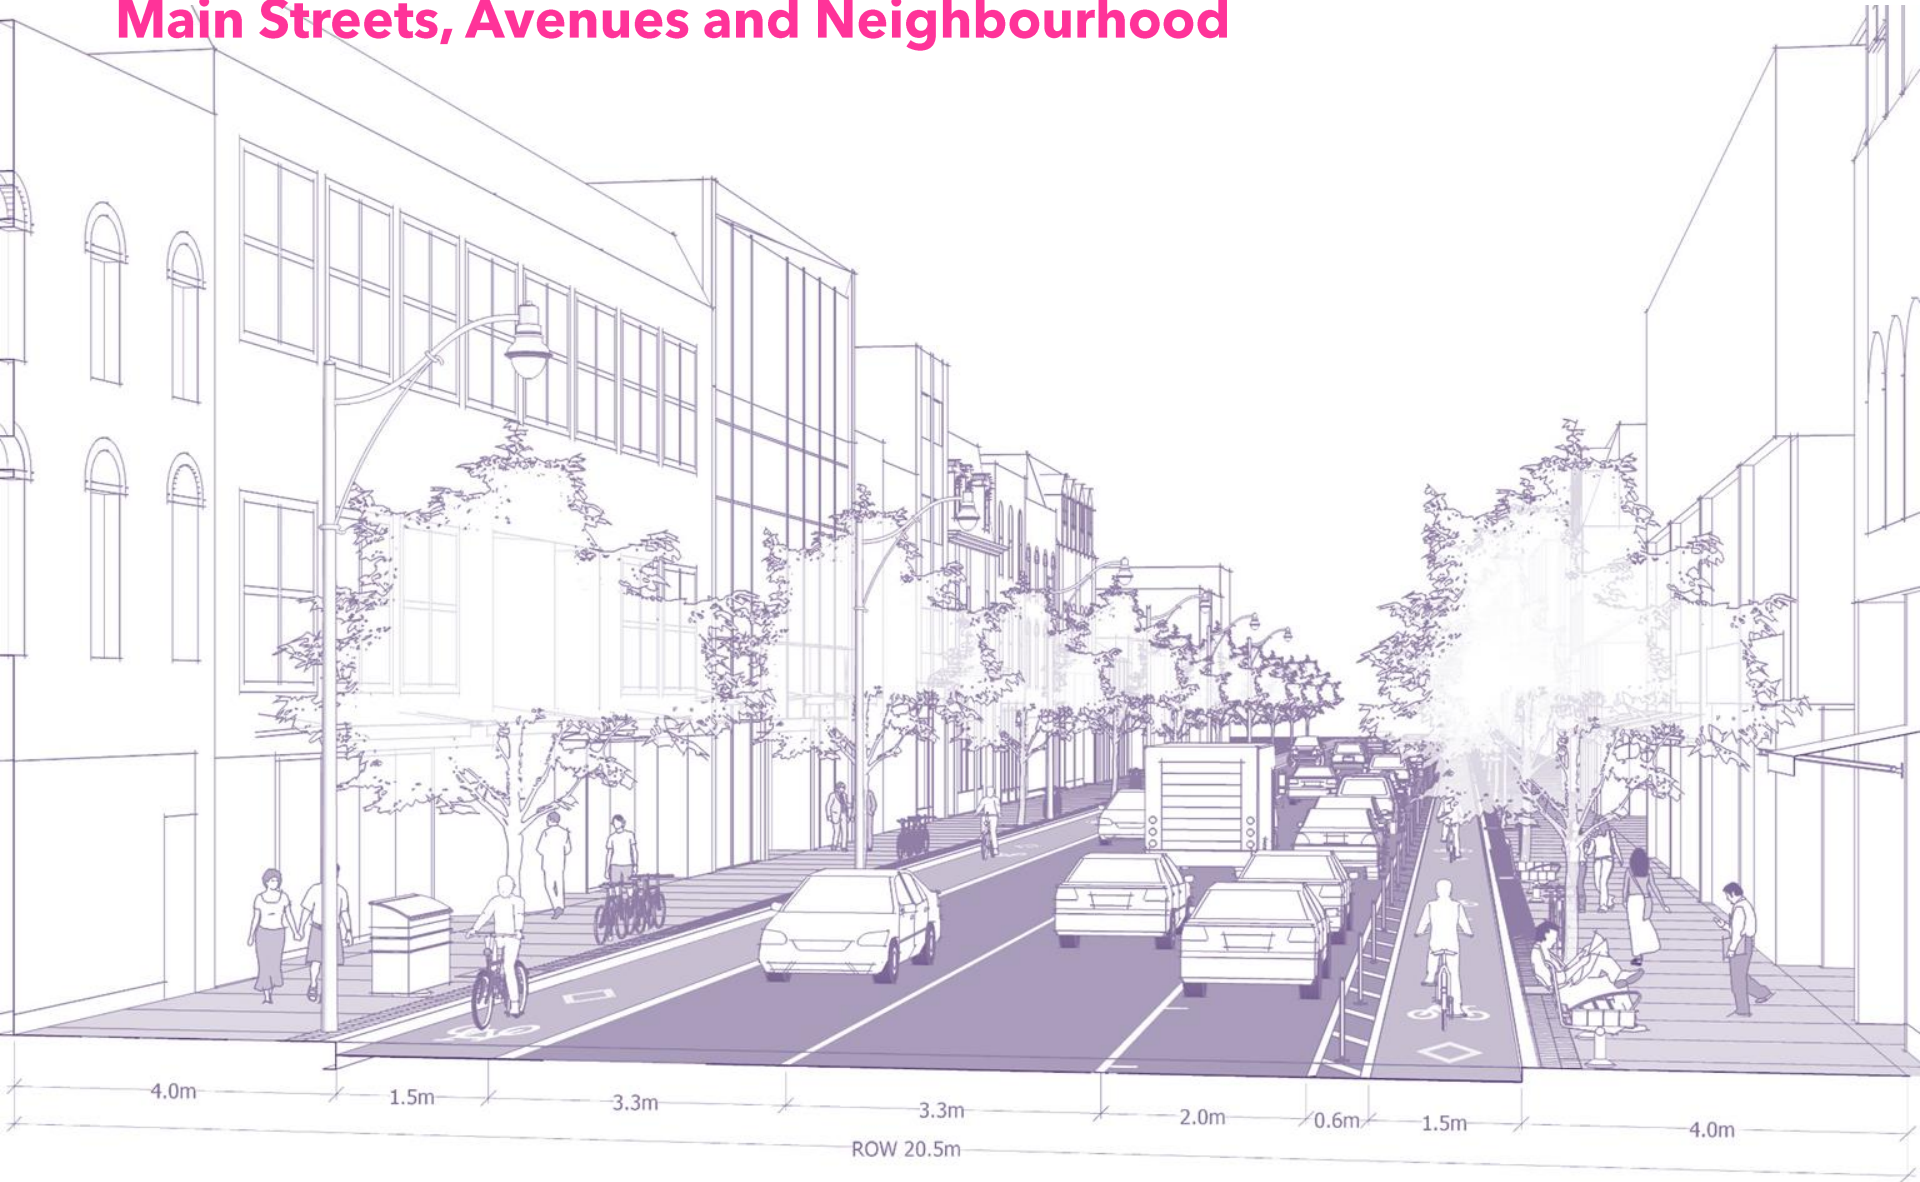 Main Streets, Avenues and Neighbourhood
4.0m 1.5m 3.3m 3.3m 2.0m 0.6m 1.5m 4.0m
ROW 20.5m